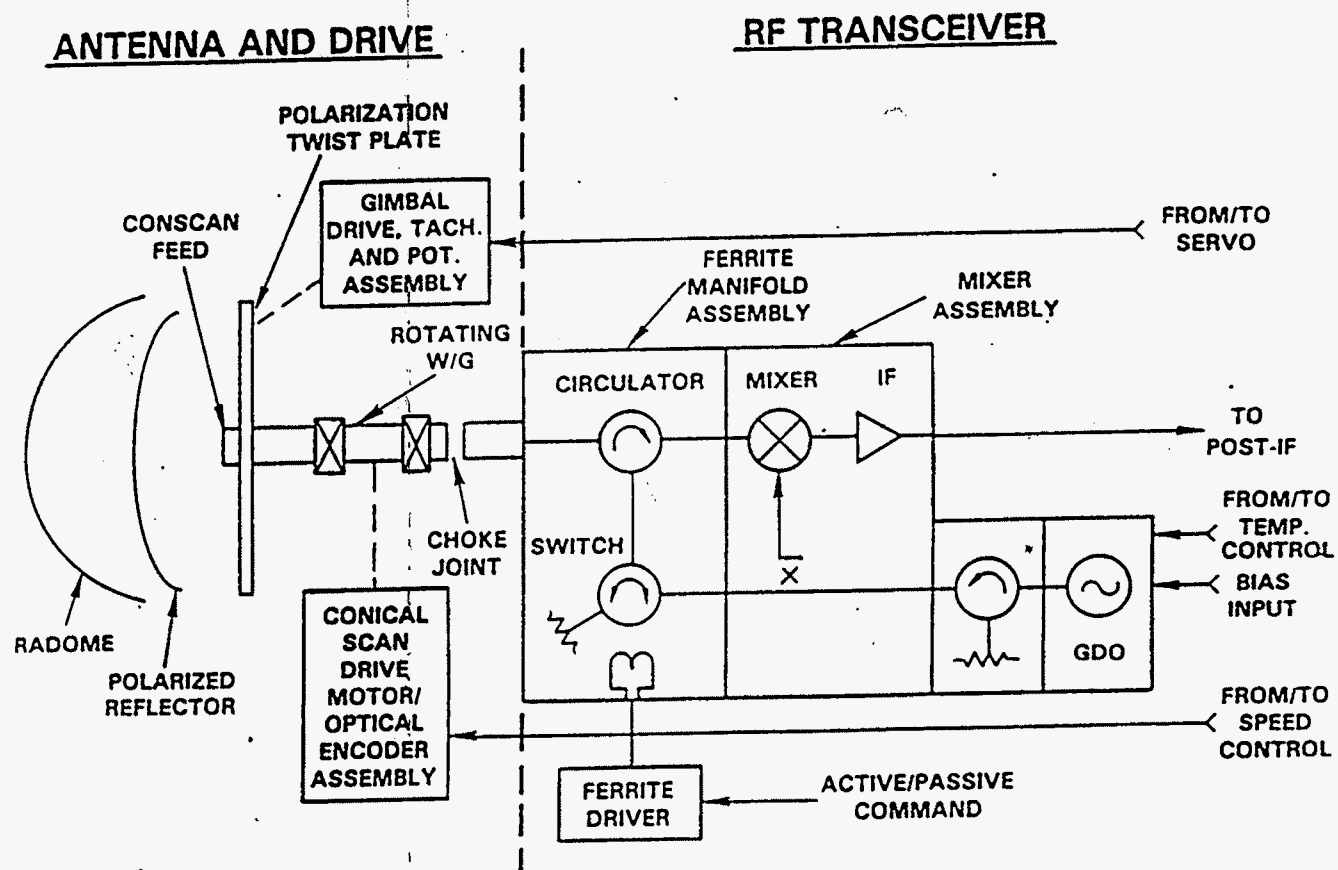 ANTENNA AND DRIVE
RF TRANSCEIVER
POLARIZATION
TWIST PLATE
GIMBAL
DRIVE, TACH.
AND POT.
ASSEMBLY
CONSCAN
FEED
FROM/TO
SERVO
FERRITE
MANIFOLD
ASSEMBLY
MIXER
ASSEMBLY
ROTATING
W/G
CIRCULATOR
MIXER
IF
TO
POST-IF
CHOKE
JOINT
SWITCH
X
FROM/TO
TEMP.
CONTROL
BIAS
INPUT
GDO
RADOME
POLARIZED
REFLECTOR
CONICAL
SCAN
DRIVE
MOTOR/
OPTICAL
ENCODER
ASSEMBLY
FROM/TO
SPEED
CONTROL
FERRITE
DRIVER
ACTIVE/PASSIVE
COMMAND